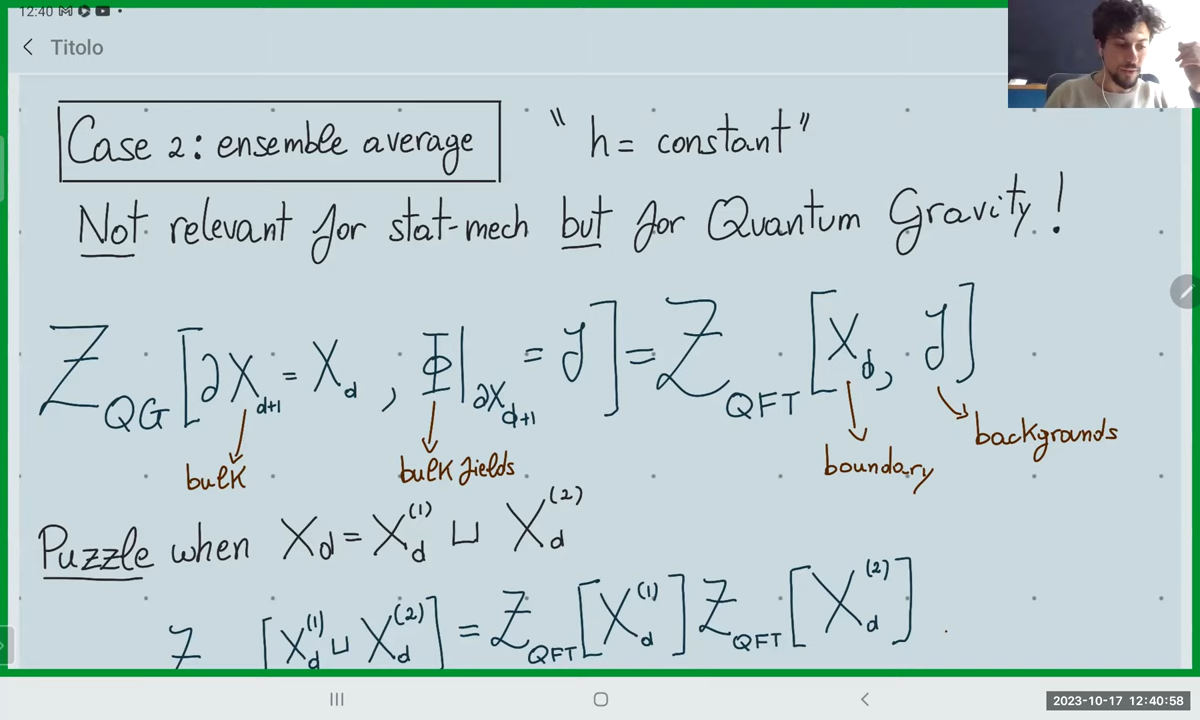 12:40
Titolo
Case 2: ensemble average "h = constant"
Not relevant for stat-mech but for Quantum Gravity!
Z_QG [∂X_{d+1} = X_d , Φ|_{∂X_{d+1}} = J] = Z_QFT [X_d, J]
bulk bulk fields boundary backgrounds
Puzzle when X_d = X_d^(1) ⊔ X_d^(2)
Z [X_d^(1) ⊔ X_d^(2)] = Z_QFT [X_d^(1)] Z_QFT [X_d^(2)]
2023-10-17 12:40:58